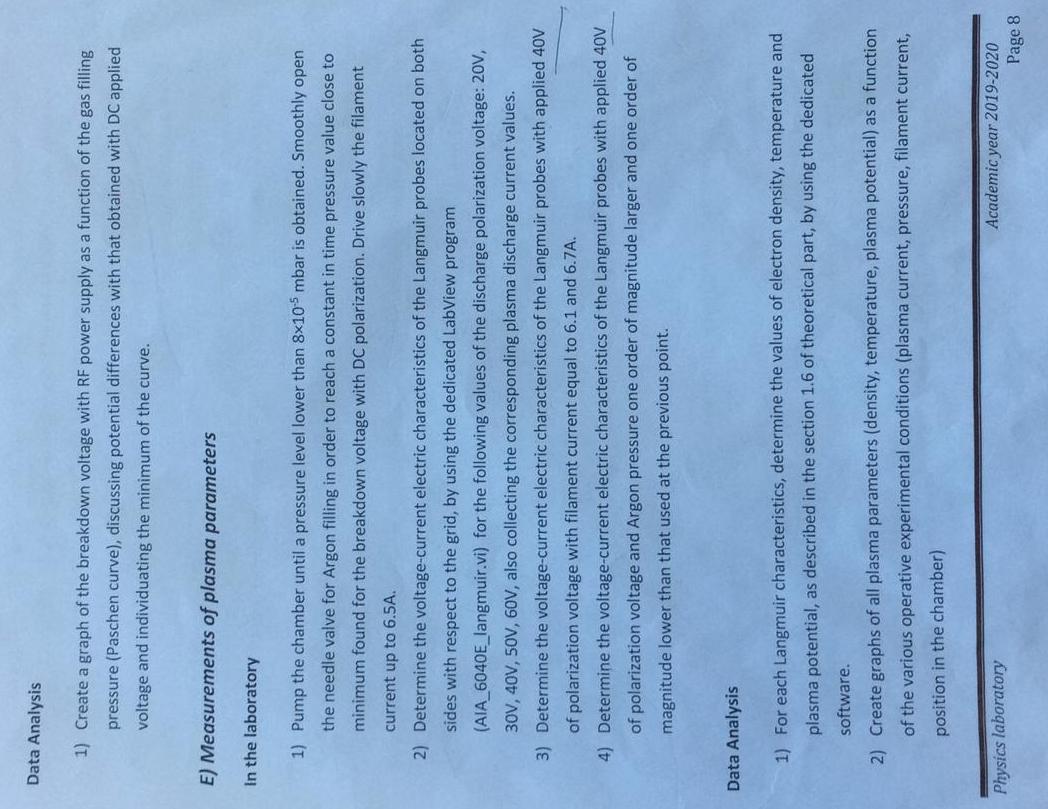 Data Analysis
1) Create a graph of the breakdown voltage with RF power supply as a function of the gas filling
pressure (Paschen curve), discussing potential differences with that obtained with DC applied
voltage and individuating the minimum of the curve.
E) Measurements of plasma parameters
In the laboratory
1) Pump the chamber until a pressure level lower than 8×10⁻⁵ mbar is obtained. Smoothly open
the needle valve for Argon filling in order to reach a constant in time pressure value close to
minimum found for the breakdown voltage with DC polarization. Drive slowly the filament
current up to 6.5A.
2) Determine the voltage-current electric characteristics of the Langmuir probes located on both
sides with respect to the grid, by using the dedicated LabView program
(AIA_6040E_langmuir.vi) for the following values of the discharge polarization voltage: 20V,
30V, 40V, 50V, 60V, also collecting the corresponding plasma discharge current values.
3) Determine the voltage-current electric characteristics of the Langmuir probes with applied 40V
of polarization voltage with filament current equal to 6.1 and 6.7A.
4) Determine the voltage-current electric characteristics of the Langmuir probes with applied 40V
of polarization voltage and Argon pressure one order of magnitude larger and one order of
magnitude lower than that used at the previous point.
Data Analysis
1) For each Langmuir characteristics, determine the values of electron density, temperature and
plasma potential, as described in the section 1.6 of theoretical part, by using the dedicated
software.
2) Create graphs of all plasma parameters (density, temperature, plasma potential) as a function
of the various operative experimental conditions (plasma current, pressure, filament current,
position in the chamber)
Physics laboratory
Academic year 2019-2020
Page 8